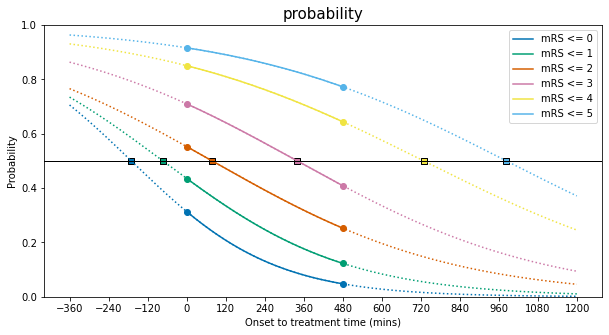 probability
1.0
0.8
0.6
0.4
0.2
0.0
Probability
mRS <= 0
mRS <= 1
mRS <= 2
mRS <= 3
mRS <= 4
mRS <= 5
−360 −240 −120 0 120 240 360 480 600 720 840 960 1080 1200
Onset to treatment time (mins)